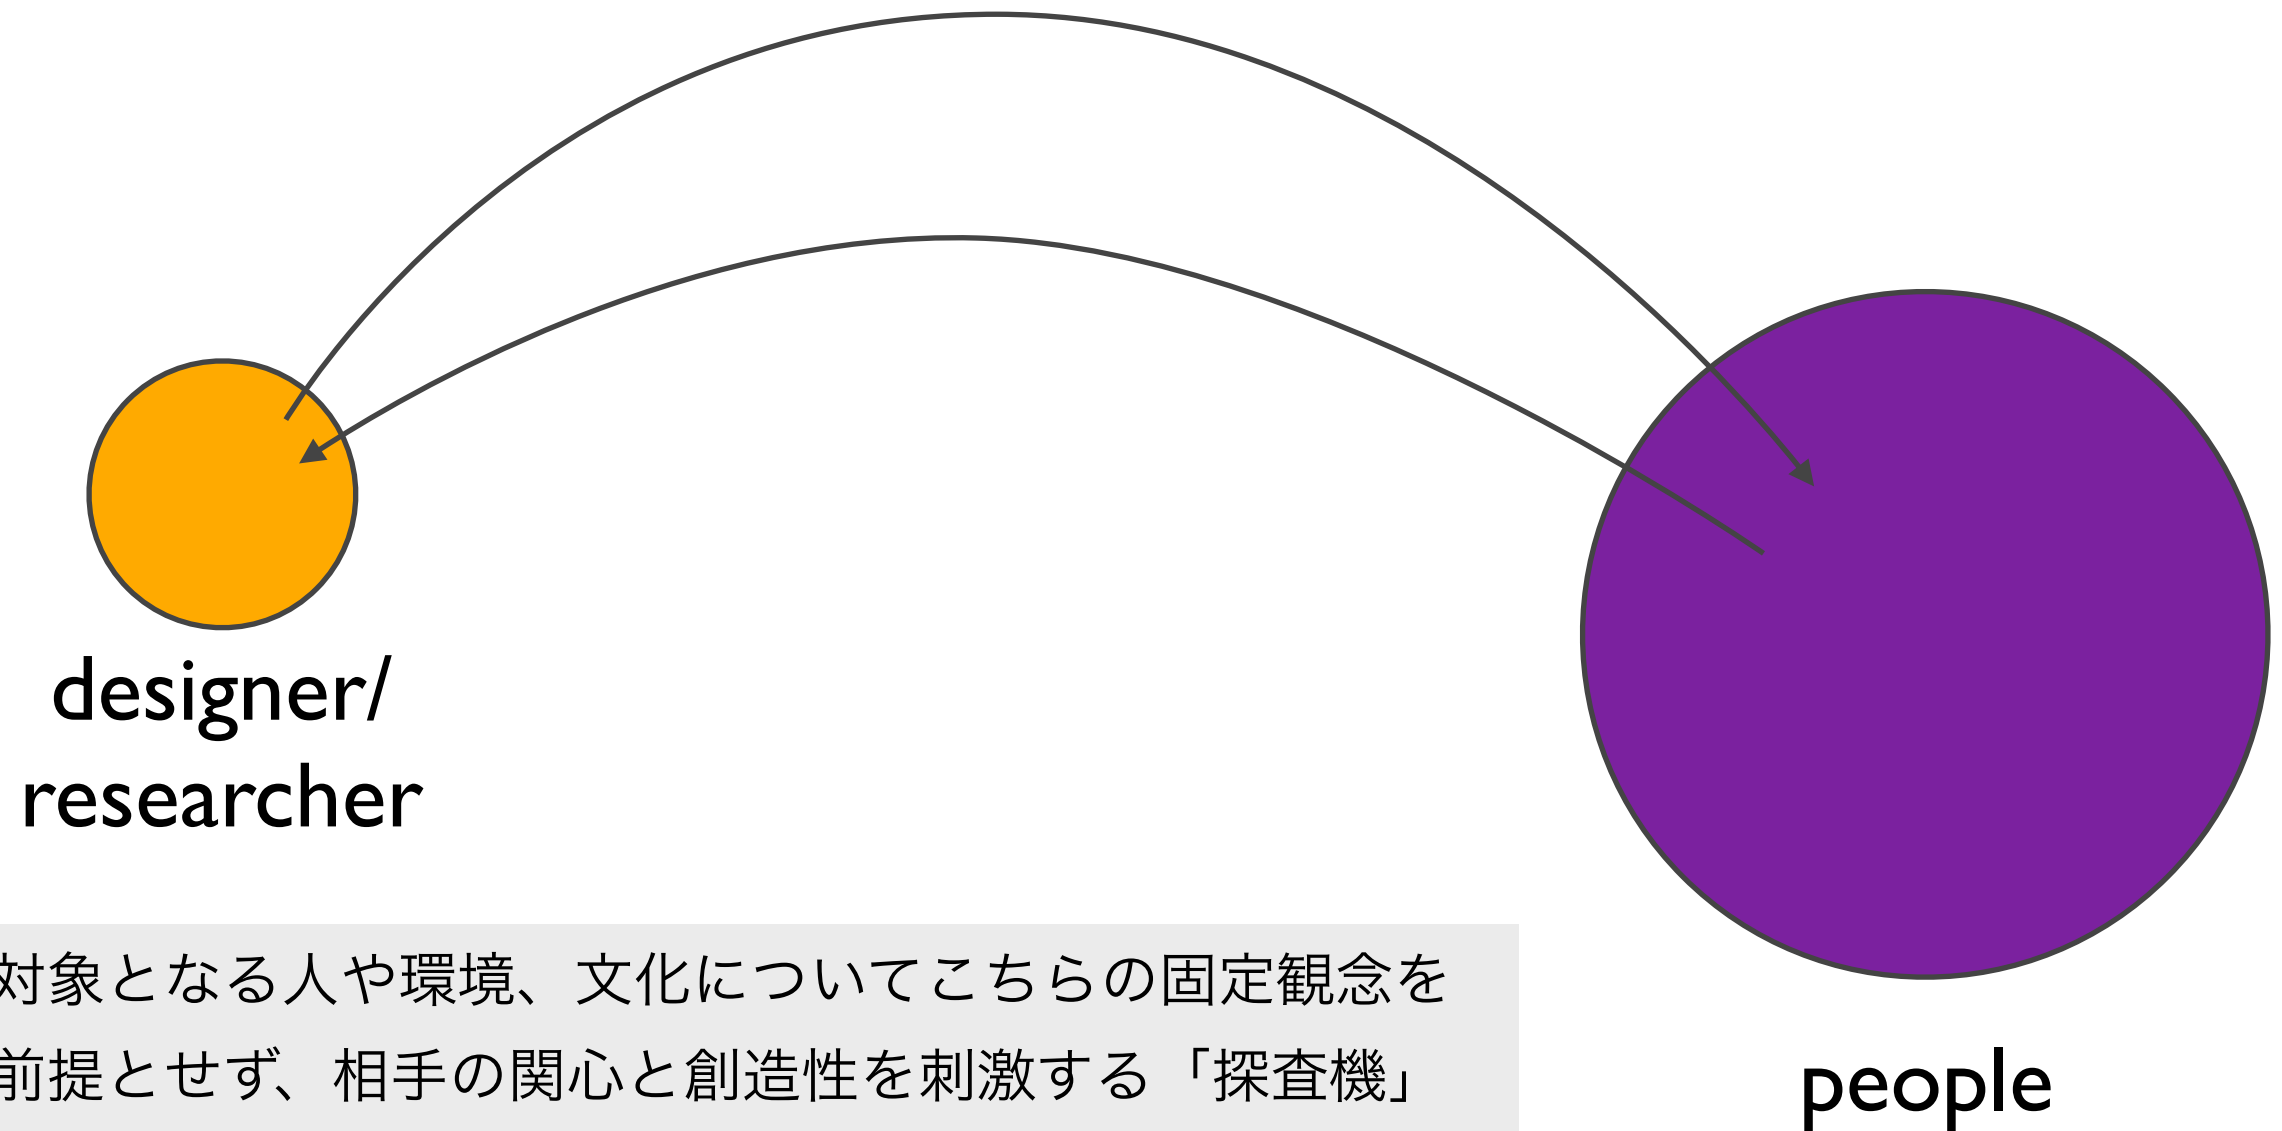 designer/
researcher
対象となる人や環境、文化についてこちらの固定観念を
前提とせず、相手の関心と創造性を刺激する「探査機」
people